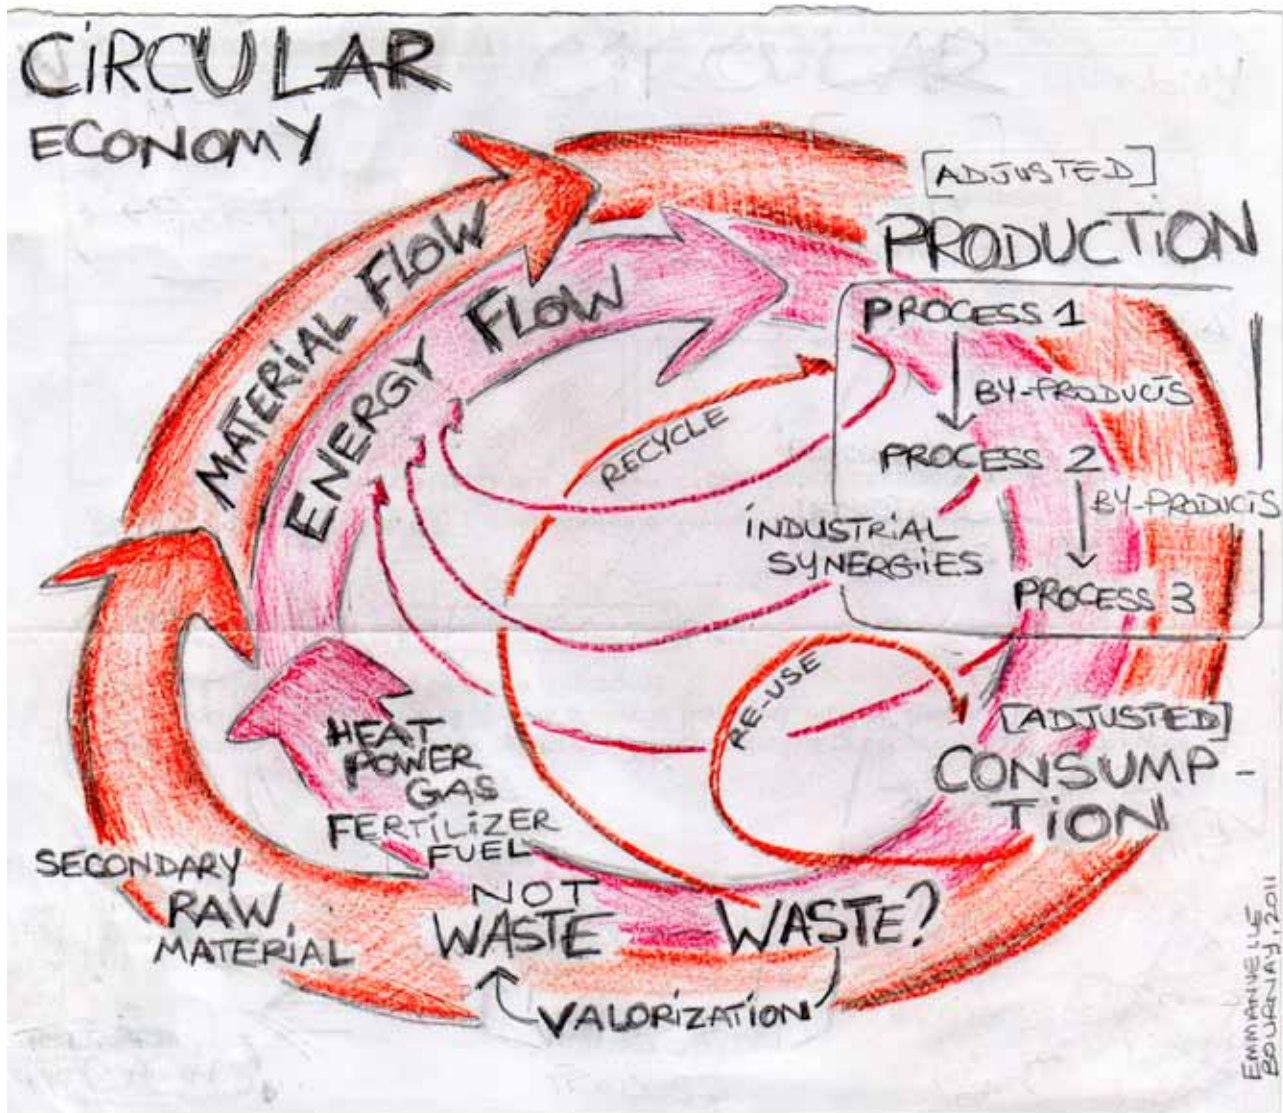 CiRCULAR
ECONOMY
MATERiAL FLOW
ENERGY FLOW
[ADJUSTED]
PRODUCTiON
PROCESS 1
BY-PRODUCTS
PROCESS 2
BY-PRODUCTS
PROCESS 3
iNDUSTRiAL
SYNERGiES
RECYCLE
RE-USE
[ADJUSTED]
CONSUMP-
TiON
WASTE?
VALORiZATiON
NOT
WASTE
HEAT
POWER
GAS
FERTiLiZER
FUEL
SECONDARY
RAW
MATERiAL
EMMANUELLE
BOURNAY, 2011